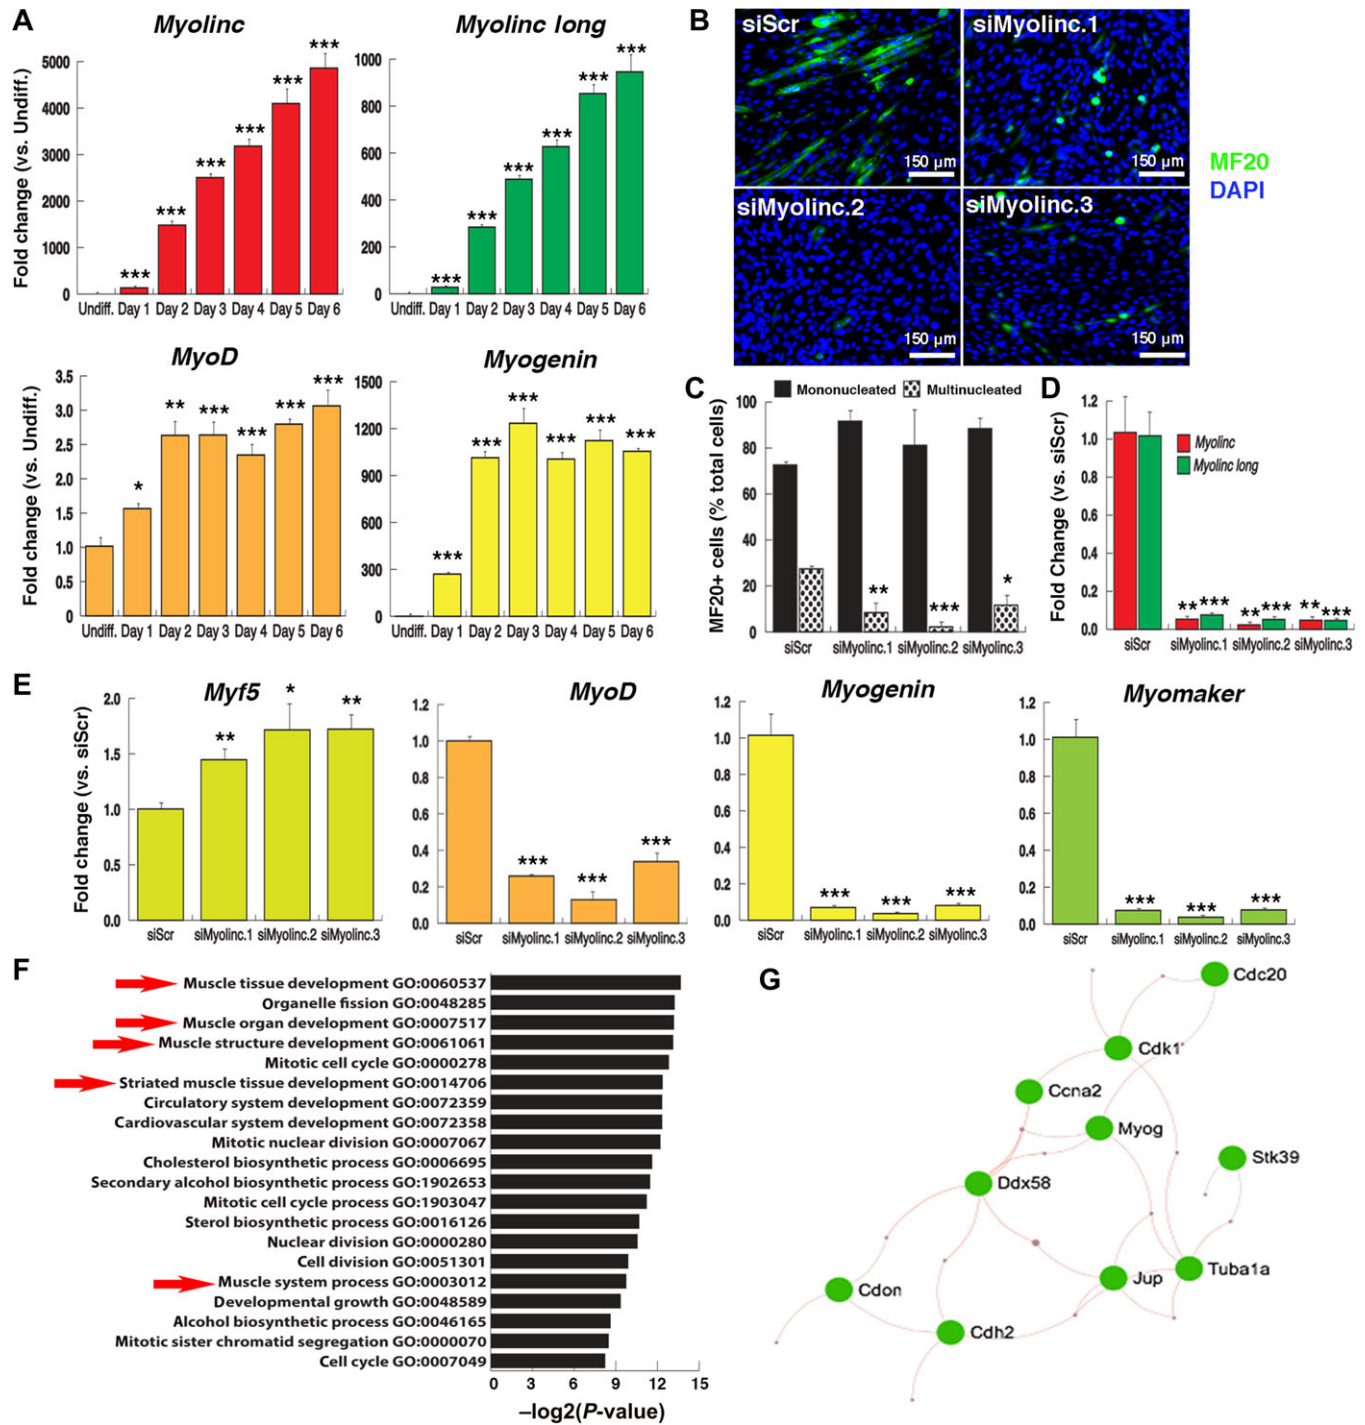 A
Myolinc
Fold change (vs. Undiff.)
5000
4000
3000
2000
1000
0
***
***
***
***
***
***
Undiff. Day 1 Day 2 Day 3 Day 4 Day 5 Day 6
Myolinc long
1000
800
600
400
200
0
***
***
***
***
***
***
Undiff. Day 1 Day 2 Day 3 Day 4 Day 5 Day 6
MyoD
Fold change (vs. Undiff.)
3.5
3.0
2.5
2.0
1.5
1.0
0.5
0
*
**
***
***
***
***
Undiff. Day 1 Day 2 Day 3 Day 4 Day 5 Day 6
Myogenin
1500
1200
900
600
300
0
***
***
***
***
***
***
Undiff. Day 1 Day 2 Day 3 Day 4 Day 5 Day 6
B
siScr
150 µm
siMyolinc.1
150 µm
siMyolinc.2
150 µm
siMyolinc.3
150 µm
MF20
DAPI
C
Mononucleated Multinucleated
MF20+ cells (% total cells)
100
80
60
40
20
0
**
***
*
siScr siMyolinc.1 siMyolinc.2 siMyolinc.3
D
Fold Change (vs. siScr)
1.2
1.0
0.8
0.6
0.4
0.2
0.0
Myolinc
Myolinc long
** *** ** *** ** ***
siScr siMyolinc.1 siMyolinc.2 siMyolinc.3
E
Myf5
Fold change (vs. siScr)
2.0
1.5
1.0
0.5
0.0
**
*
**
siScr siMyolinc.1 siMyolinc.2 siMyolinc.3
MyoD
1.2
1.0
0.8
0.6
0.4
0.2
0.0
***
***
***
siScr siMyolinc.1 siMyolinc.2 siMyolinc.3
Myogenin
1.2
1.0
0.8
0.6
0.4
0.2
0.0
***
***
***
siScr siMyolinc.1 siMyolinc.2 siMyolinc.3
Myomaker
1.2
1.0
0.8
0.6
0.4
0.2
0.0
***
***
***
siScr siMyolinc.1 siMyolinc.2 siMyolinc.3
F
Muscle tissue development GO:0060537
Organelle fission GO:0048285
Muscle organ development GO:0007517
Muscle structure development GO:0061061
Mitotic cell cycle GO:0000278
Striated muscle tissue development GO:0014706
Circulatory system development GO:0072359
Cardiovascular system development GO:0072358
Mitotic nuclear division GO:0007067
Cholesterol biosynthetic process GO:0006695
Secondary alcohol biosynthetic process GO:1902653
Mitotic cell cycle process GO:1903047
Sterol biosynthetic process GO:0016126
Nuclear division GO:0000280
Cell division GO:0051301
Muscle system process GO:0003012
Developmental growth GO:0048589
Alcohol biosynthetic process GO:0046165
Mitotic sister chromatid segregation GO:0000070
Cell cycle GO:0007049
0 3 6 9 12 15
–log2(P-value)
G
Cdc20
Cdk1
Ccna2
Myog
Stk39
Ddx58
Tuba1a
Jup
Cdon
Cdh2